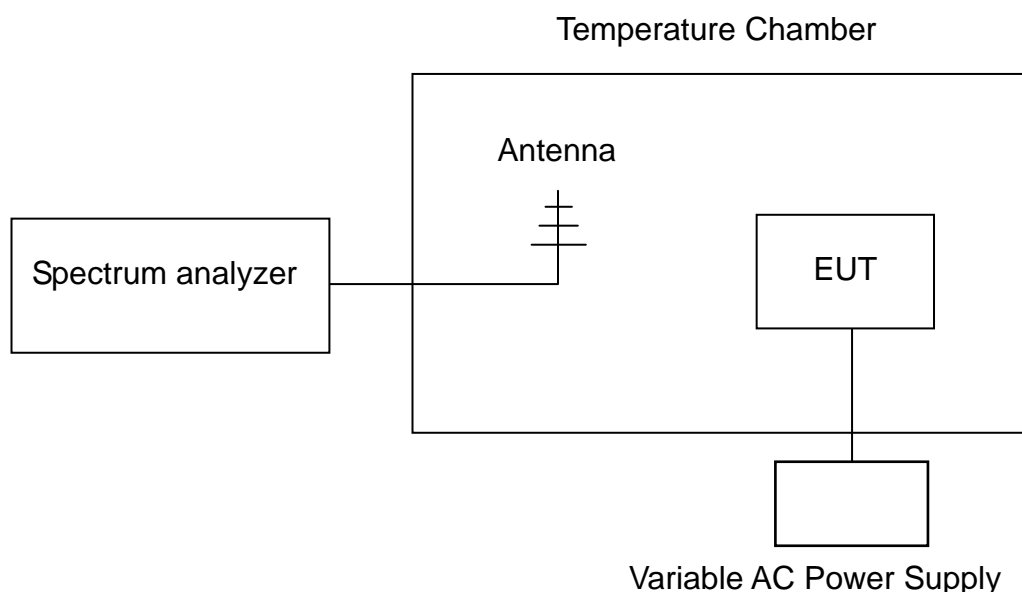 Temperature Chamber
Antenna
Spectrum analyzer
EUT
Variable AC Power Supply